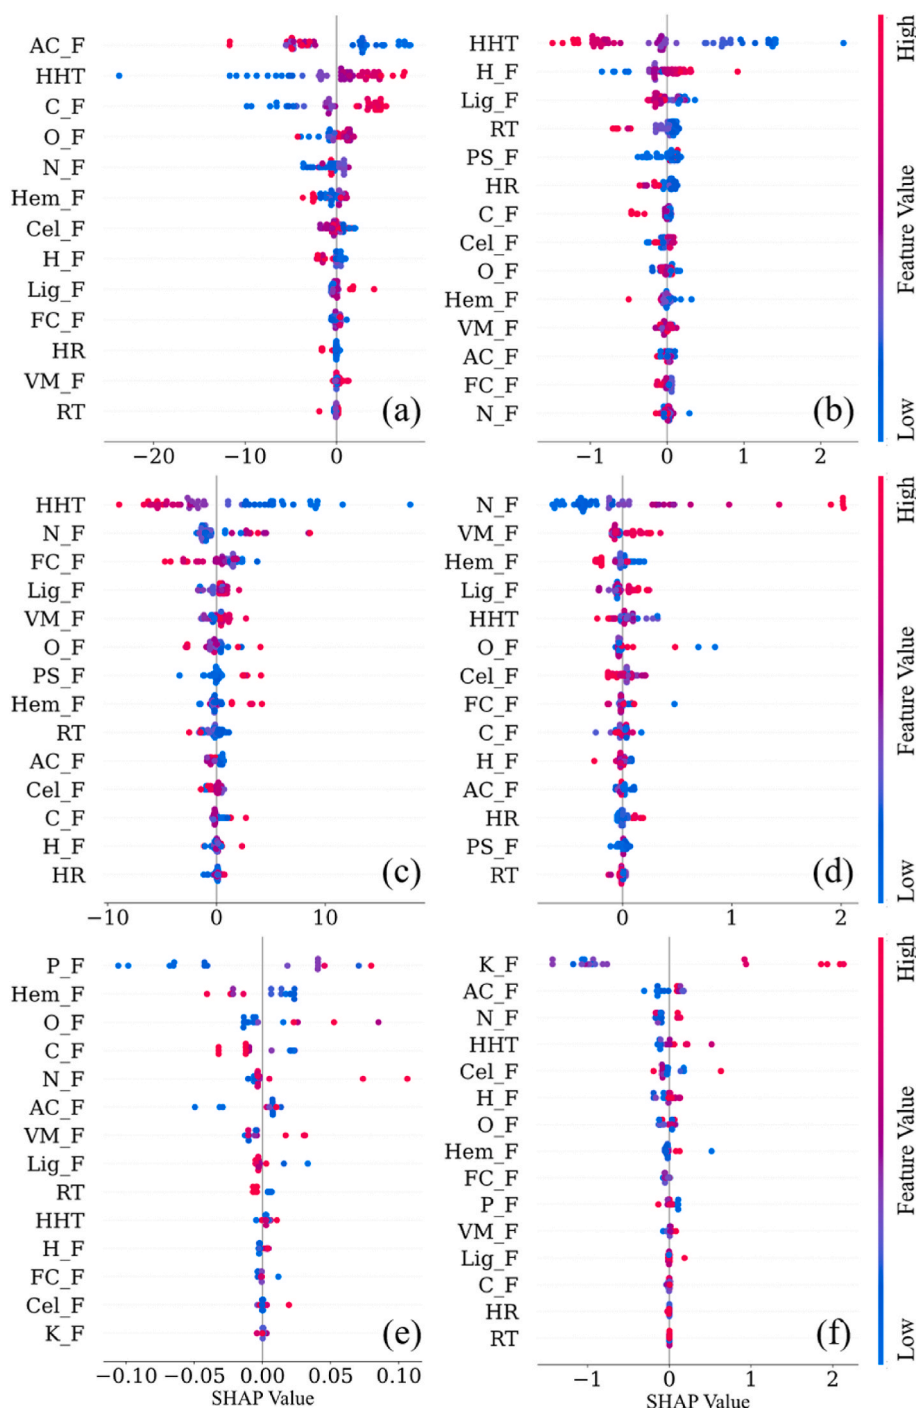 AC_F
HHT
C_F
O_F
N_F
Hem_F
Cel_F
H_F
Lig_F
FC_F
HR
VM_F
RT
(a)
−20 −10 0
HHT
H_F
Lig_F
RT
PS_F
HR
C_F
Cel_F
O_F
Hem_F
VM_F
AC_F
FC_F
N_F
(b)
−1 0 1 2
High
Feature Value
Low
HHT
N_F
FC_F
Lig_F
VM_F
O_F
PS_F
Hem_F
RT
AC_F
Cel_F
C_F
H_F
HR
(c)
−10 0 10
N_F
VM_F
Hem_F
Lig_F
HHT
O_F
Cel_F
FC_F
C_F
H_F
AC_F
HR
PS_F
RT
(d)
0 1 2
High
Feature Value
Low
P_F
Hem_F
O_F
C_F
N_F
AC_F
VM_F
Lig_F
RT
HHT
H_F
FC_F
Cel_F
K_F
(e)
−0.10 −0.05 0.00 0.05 0.10
SHAP Value
K_F
AC_F
N_F
HHT
Cel_F
H_F
O_F
Hem_F
FC_F
P_F
VM_F
Lig_F
C_F
HR
RT
(f)
−1 0 1 2
SHAP Value
High
Feature Value
Low